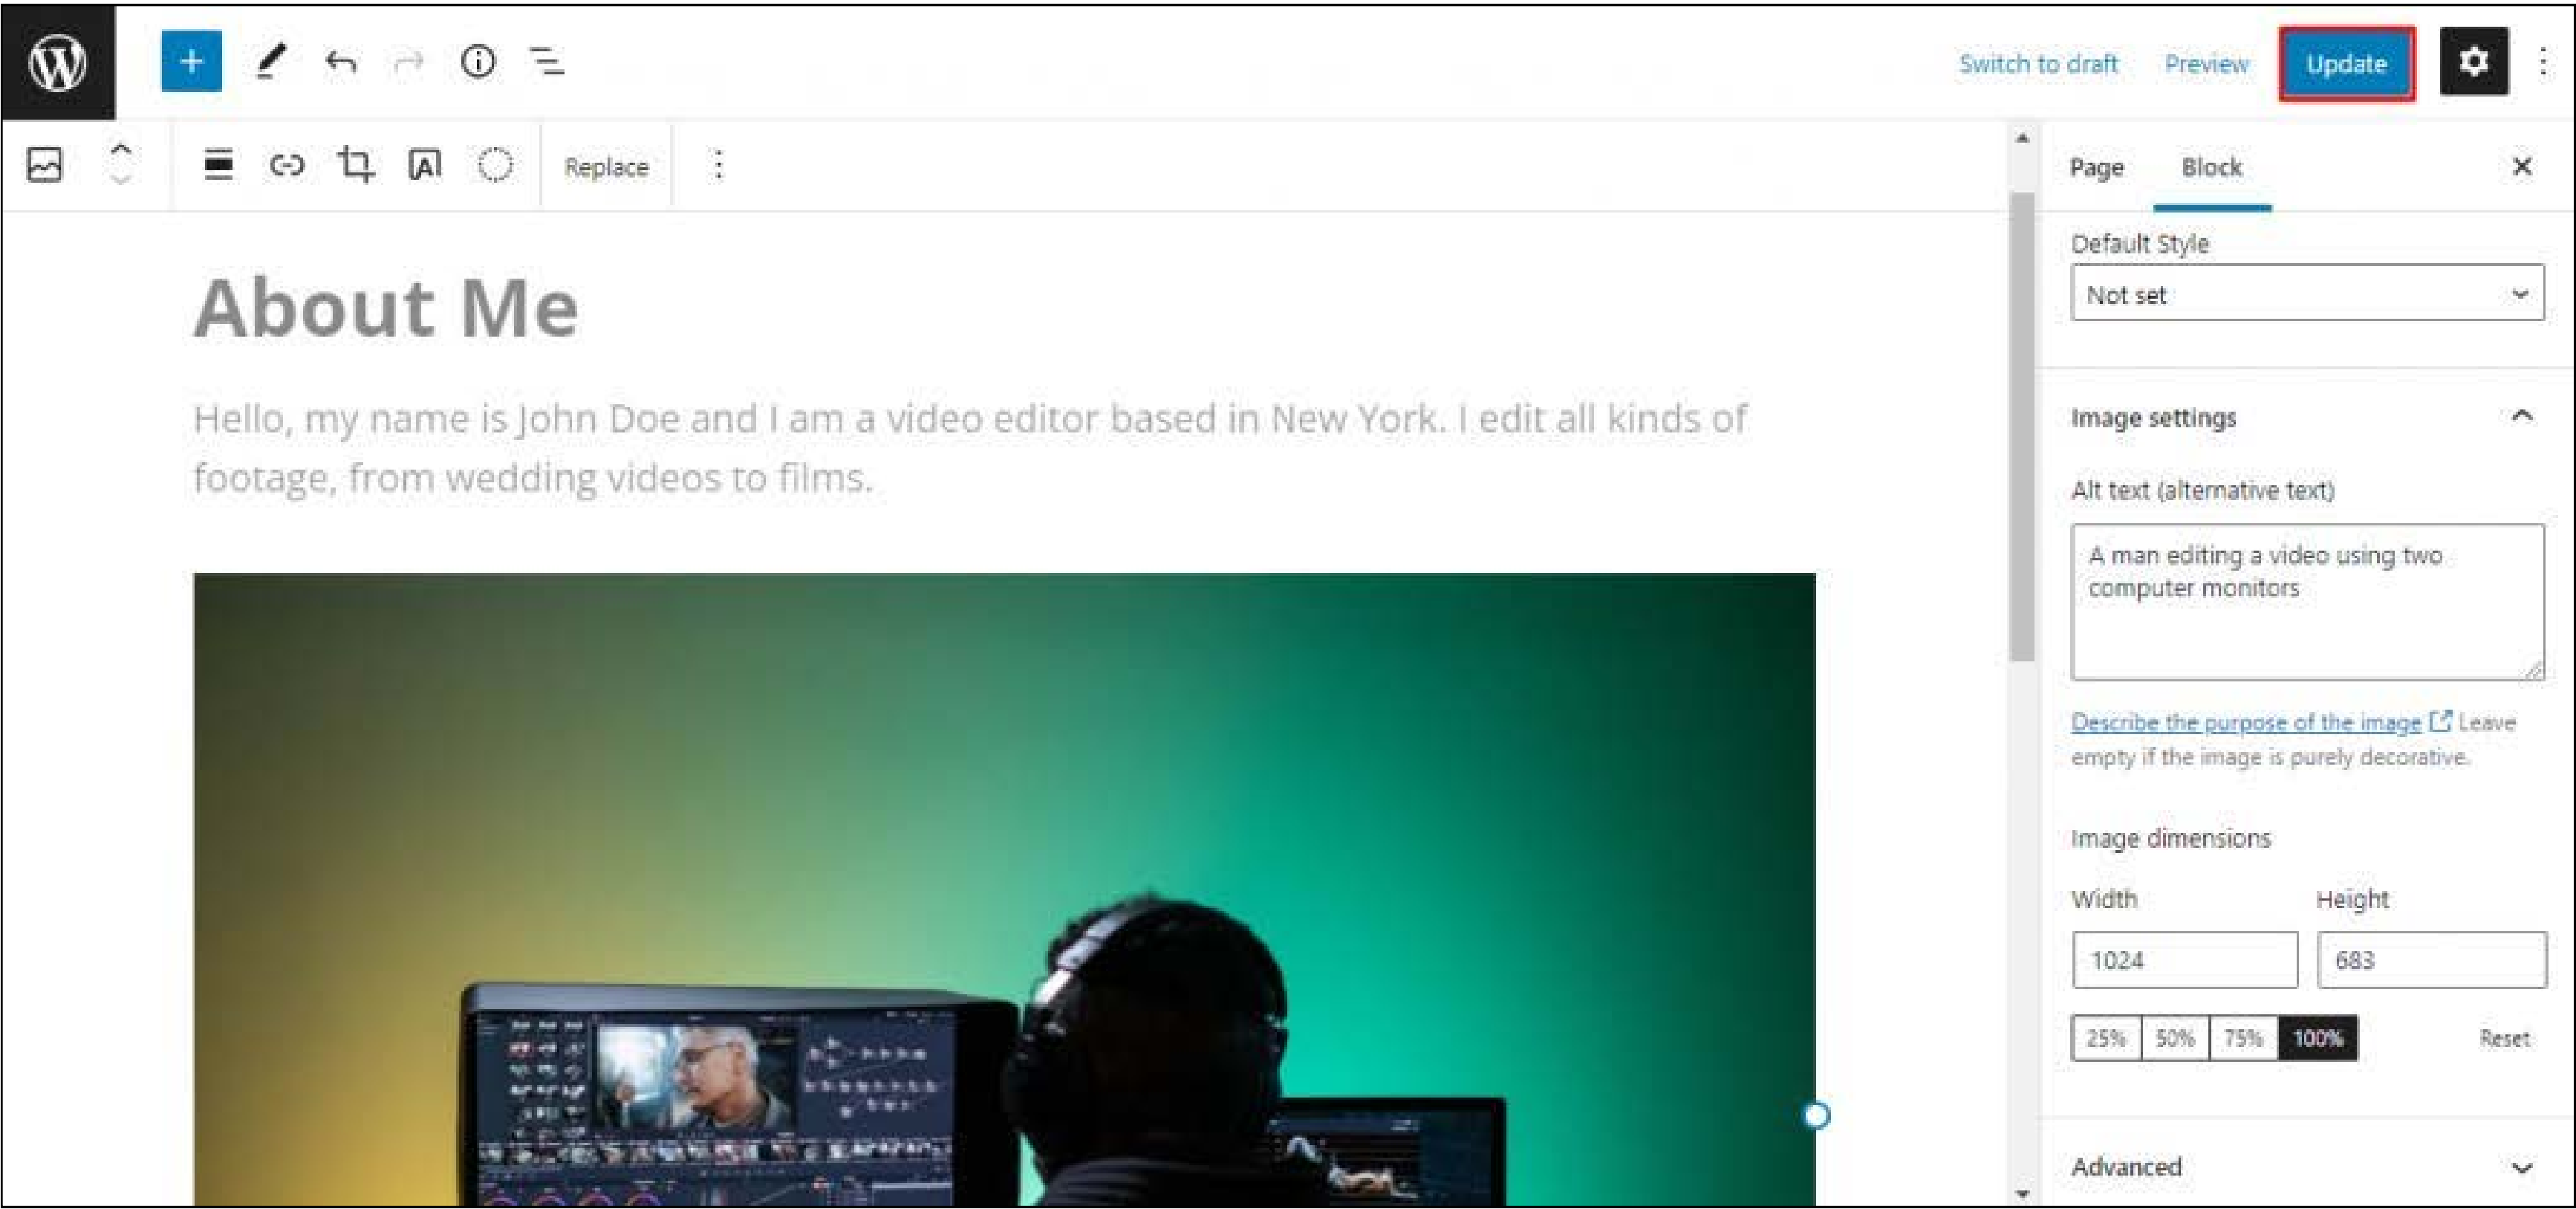 Switch to draft Preview Update
Replace
Page Block
Default Style
Not set
About Me
Hello, my name is John Doe and I am a video editor based in New York. I edit all kinds of
footage, from wedding videos to films.
Image settings
Alt text (alternative text)
A man editing a video using two
computer monitors
Describe the purpose of the image Leave
empty if the image is purely decorative.
Image dimensions
Width Height
1024 683
25% 50% 75% 100% Reset
Advanced